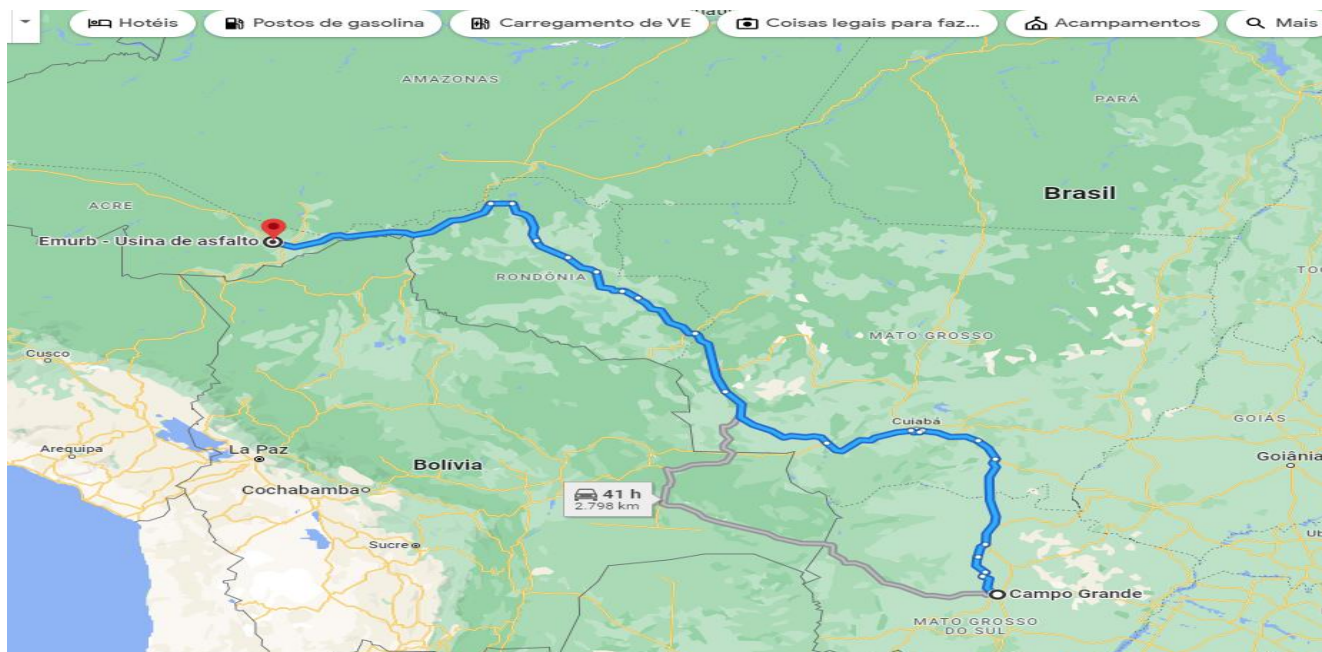 Hotéis
Postos de gasolina
Carregamento de VE
Coisas legais para faz...
Acampamentos
Mais
AMAZONAS
PARÁ
Brasil
ACRE
Emurb - Usina de asfalto
RONDÔNIA
TO
MATO GROSSO
Cusco
GOIÁS
Cuiabá
Arequipa
La Paz
Bolívia
Goiânia
Cochabamba
41 h
2.798 km
Sucre
Ub
Campo Grande
MATO GROSSO
DO SUL